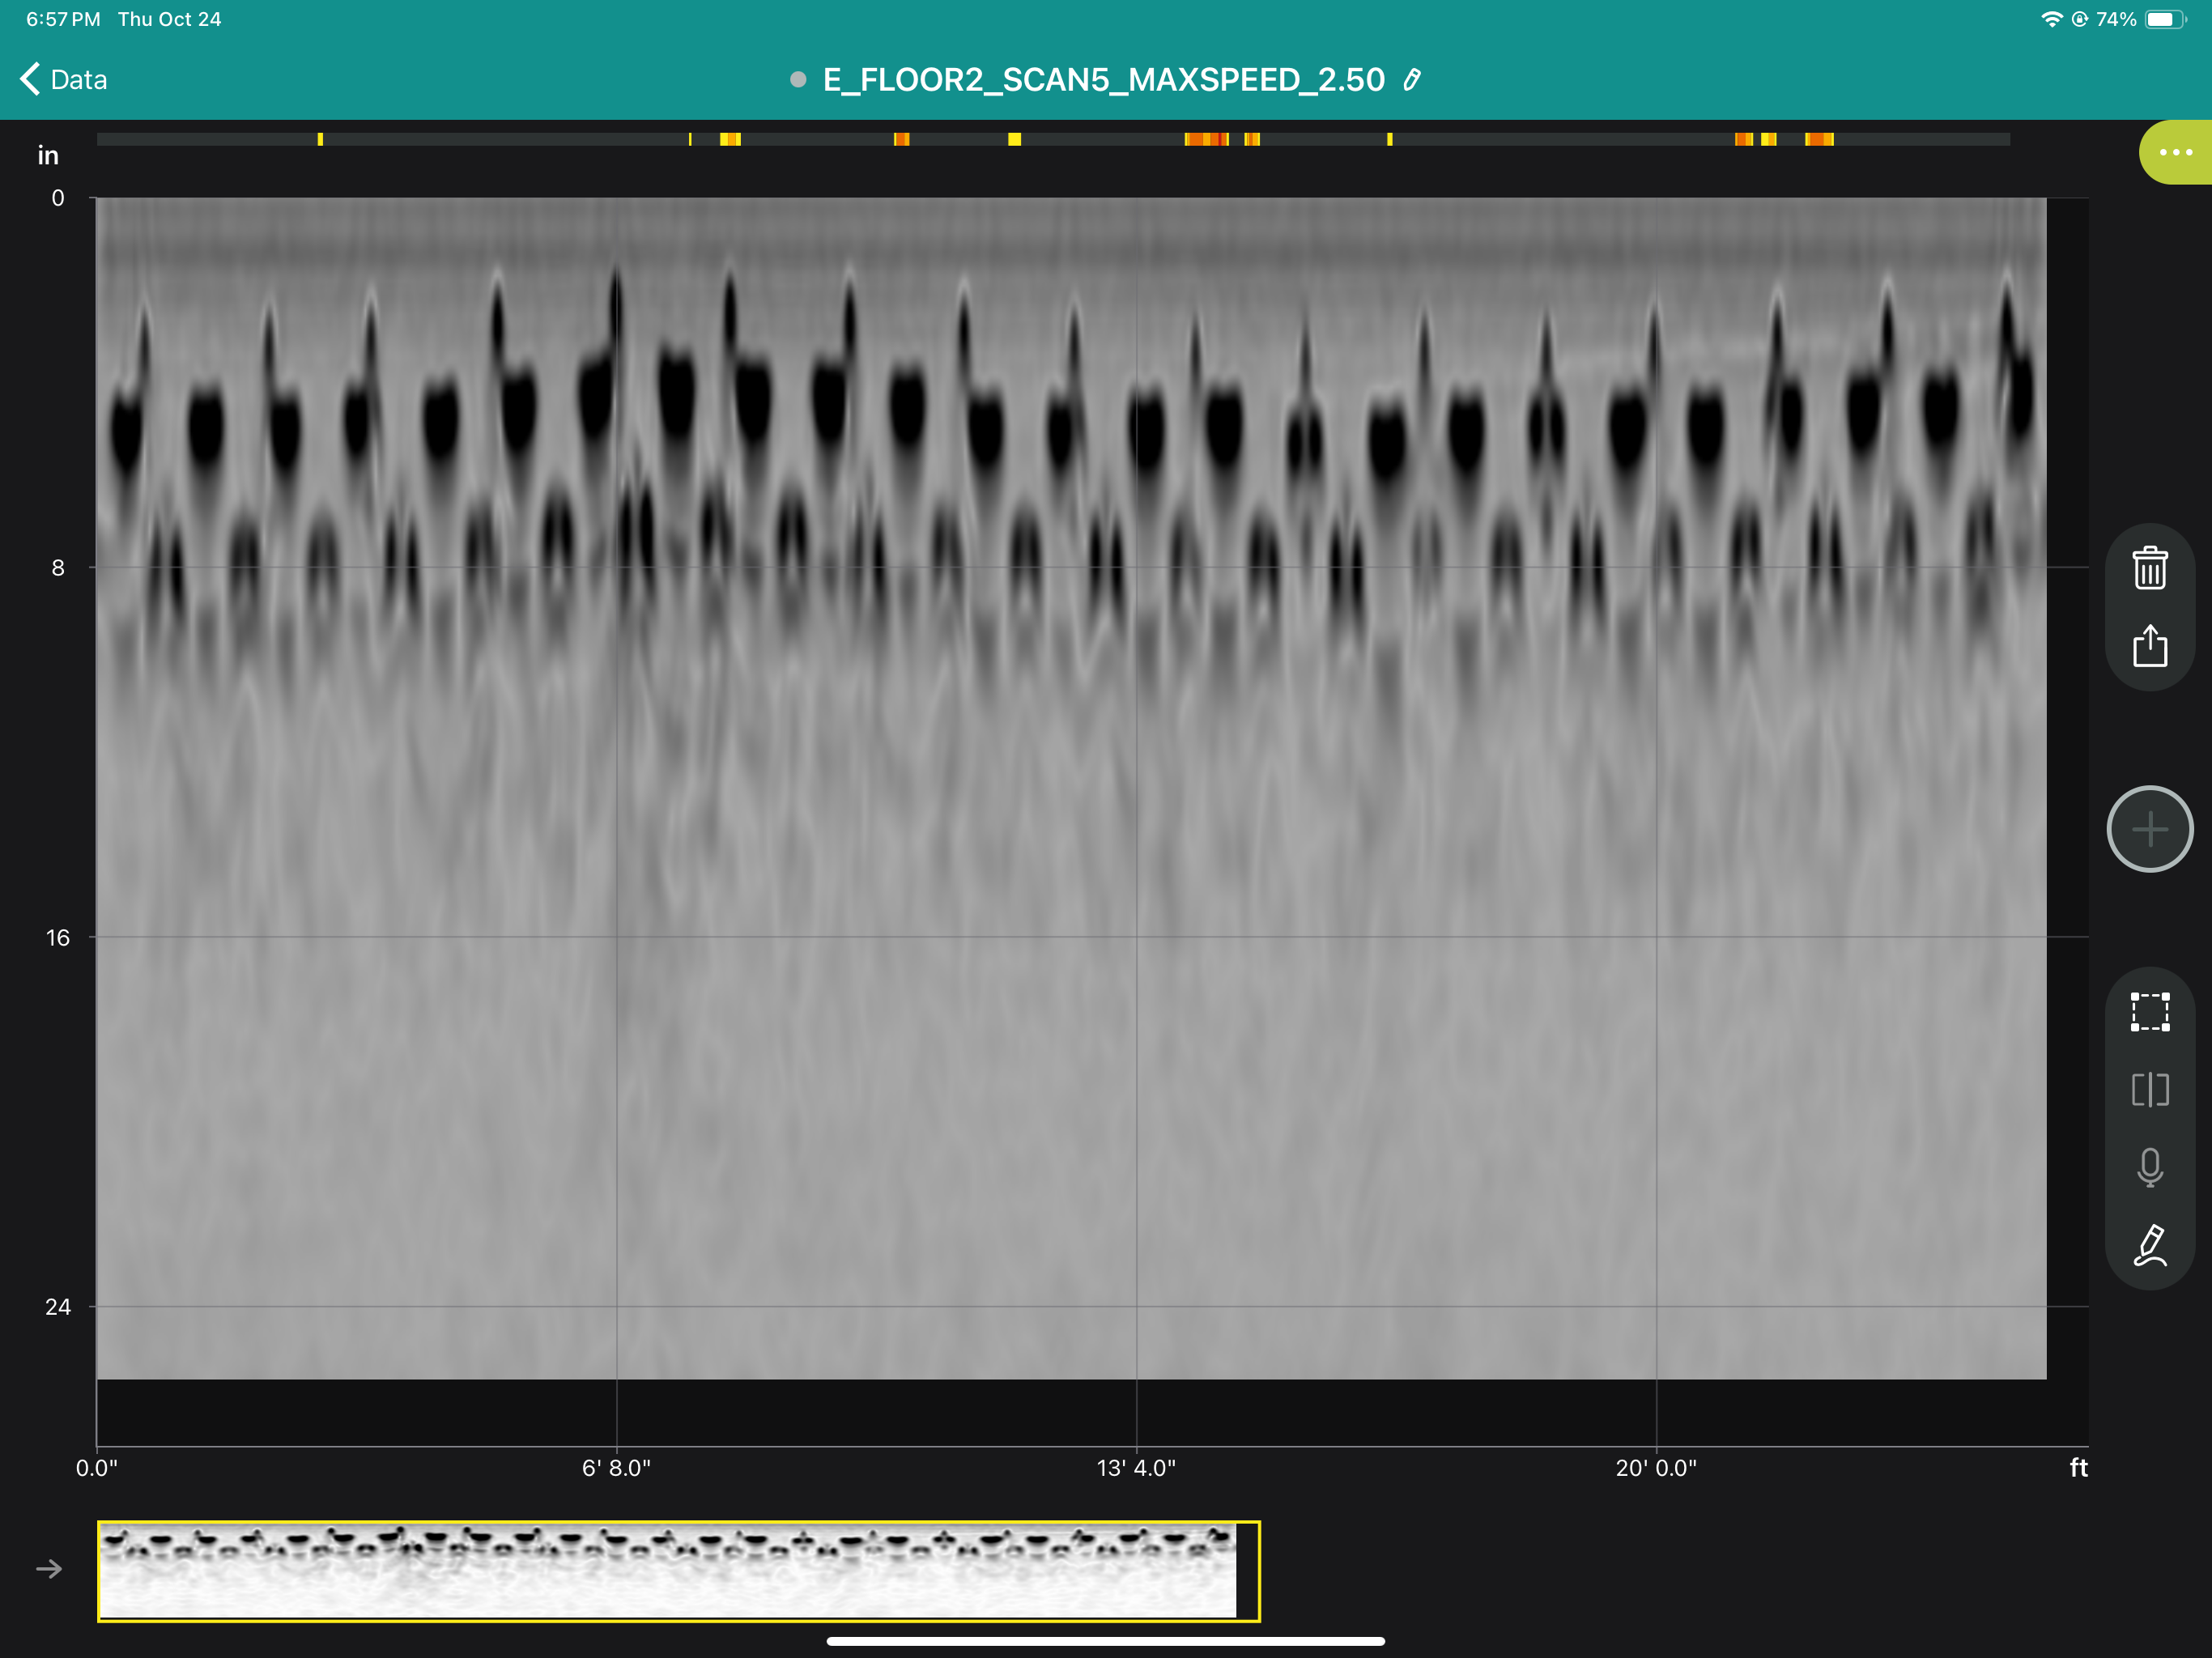 6:57 PM Thu Oct 24
74%
Data
E_FLOOR2_SCAN5_MAXSPEED_2.50
in
0
8
16
24
0.0" 6' 8.0" 13' 4.0" 20' 0.0" ft